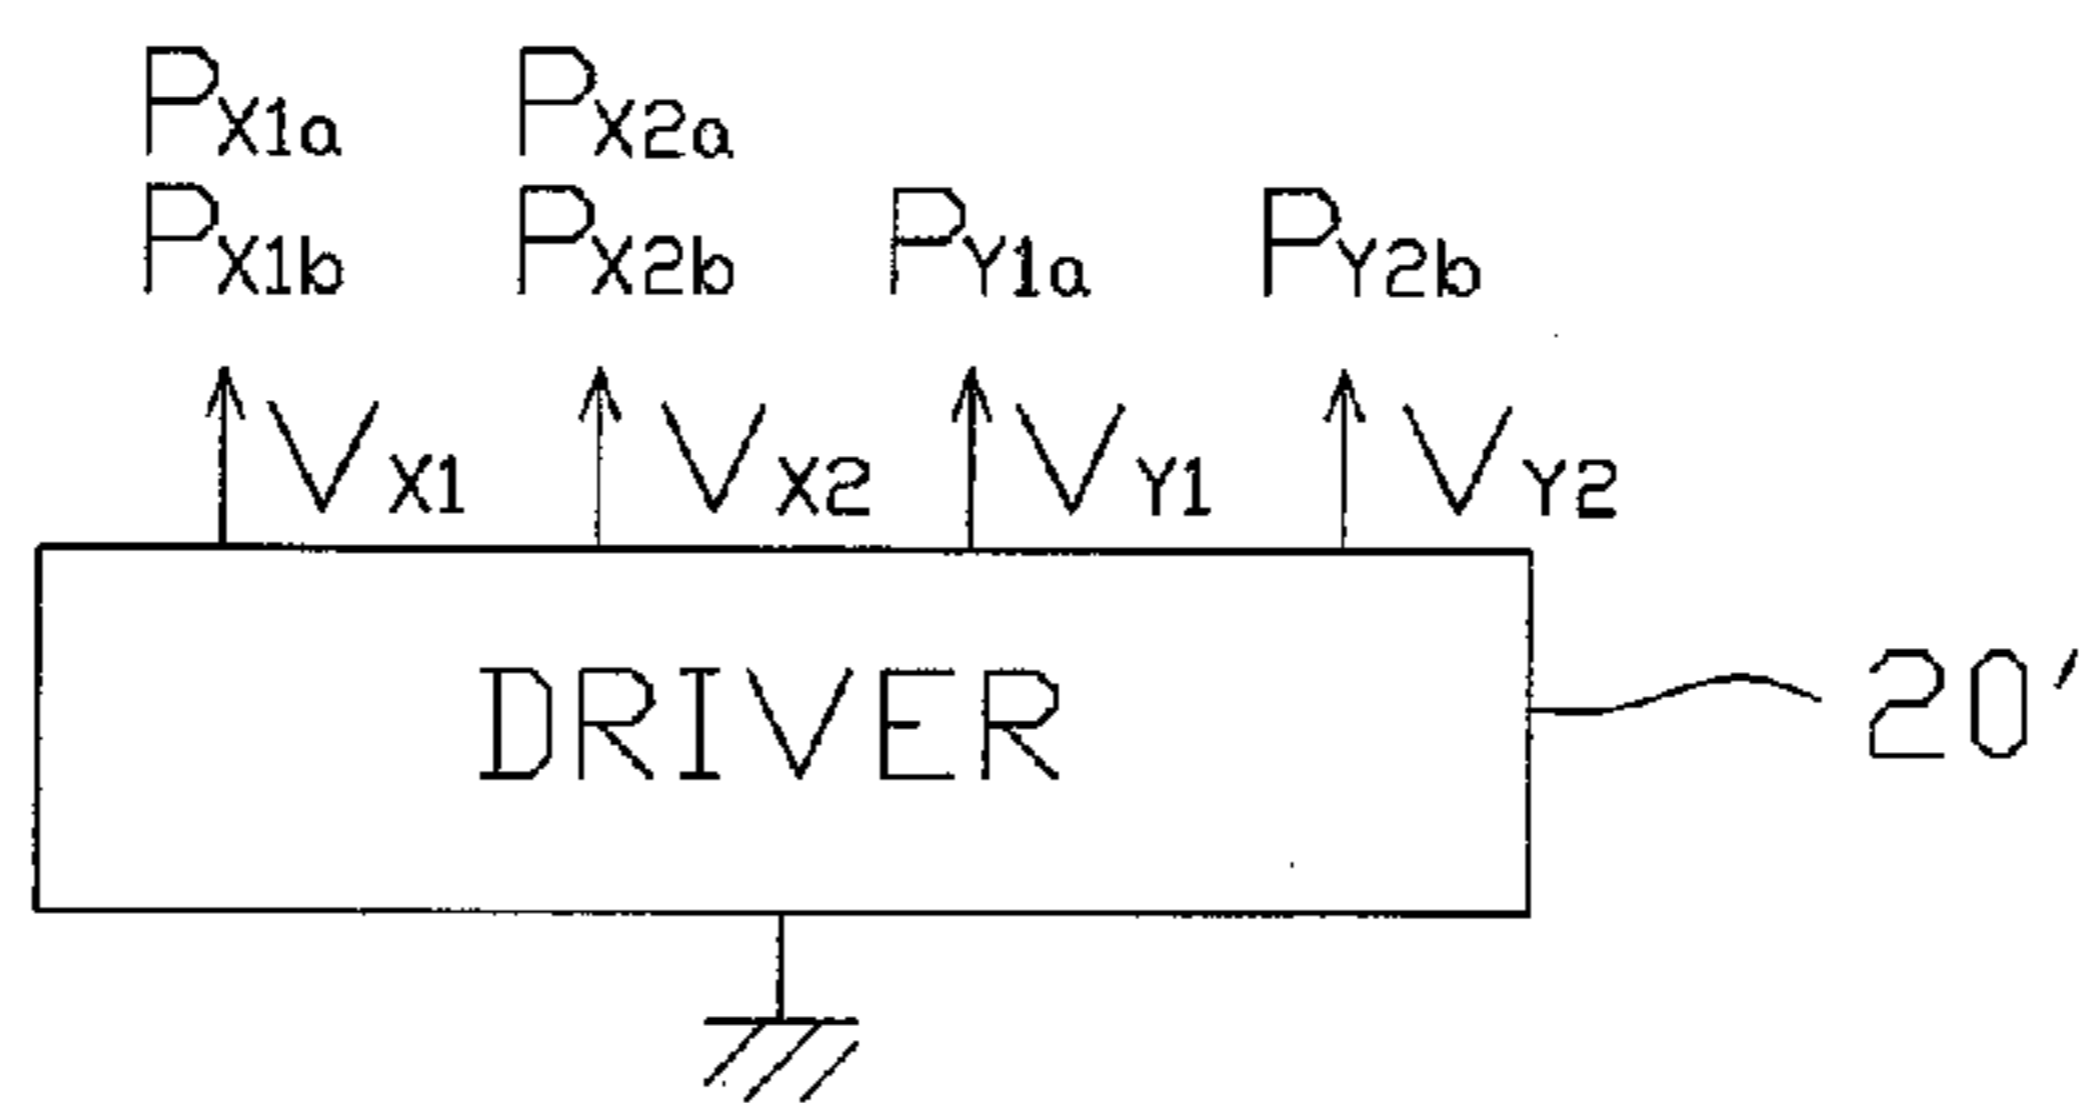 PX1a PX2a
PX1b PX2b PY1a PY2b
VX1 VX2 VY1 VY2
DRIVER 20'